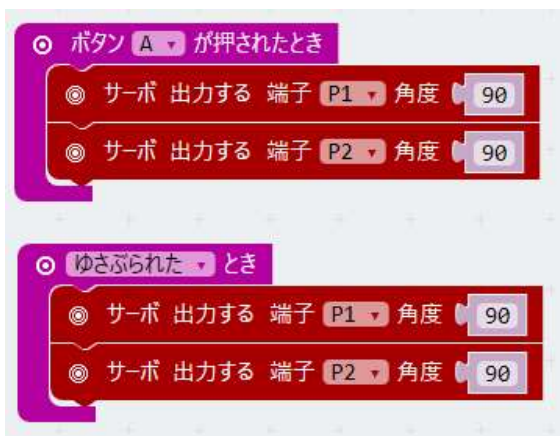 ボタン A が押されたとき
サーボ 出力する 端子 P1 角度 90
サーボ 出力する 端子 P2 角度 90
ゆさぶられた とき
サーボ 出力する 端子 P1 角度 90
サーボ 出力する 端子 P2 角度 90